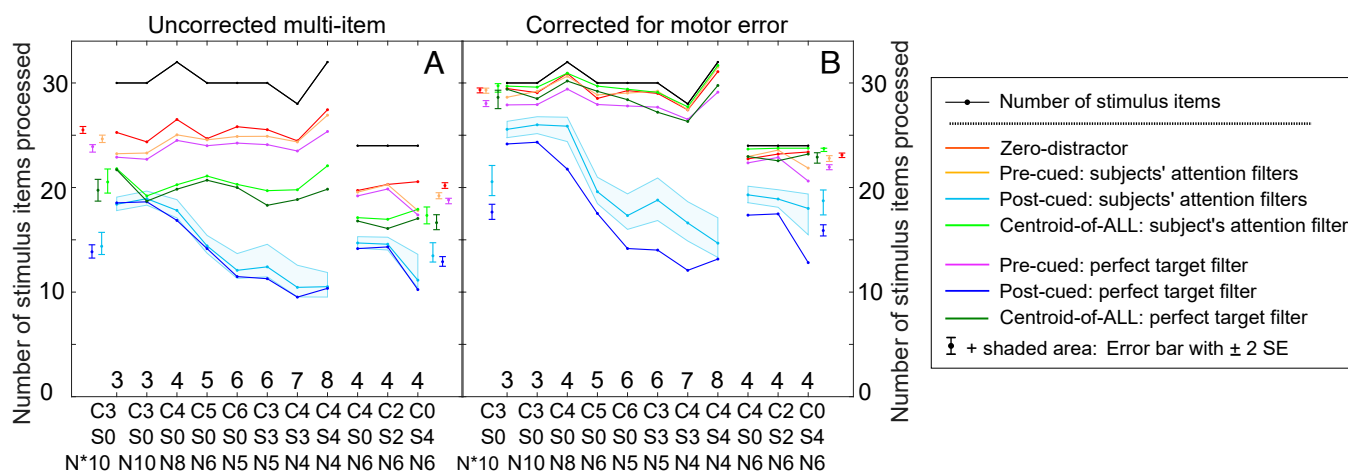 Uncorrected multi-item
Corrected for motor error
Number of stimulus items processed
30
20
10
0
A
B
3 3 4 5 6 6 7 8 4 4 4
3 3 4 5 6 6 7 8 4 4 4
C3 C3 C4 C5 C6 C3 C4 C4 C4 C2 C0
S0 S0 S0 S0 S0 S3 S3 S4 S0 S2 S4
N*10 N10 N8 N6 N5 N5 N4 N4 N6 N6 N6
C3 C3 C4 C5 C6 C3 C4 C4 C4 C2 C0
S0 S0 S0 S0 S0 S3 S3 S4 S0 S2 S4
N*10 N10 N8 N6 N5 N5 N4 N4 N6 N6 N6
30
20
10
0
Number of stimulus items processed
Number of stimulus items
Zero-distractor
Pre-cued: subjects' attention filters
Post-cued: subjects' attention filters
Centroid-of-ALL: subject's attention filter
Pre-cued: perfect target filter
Post-cued: perfect target filter
Centroid-of-ALL: perfect target filter
+ shaded area: Error bar with ± 2 SE